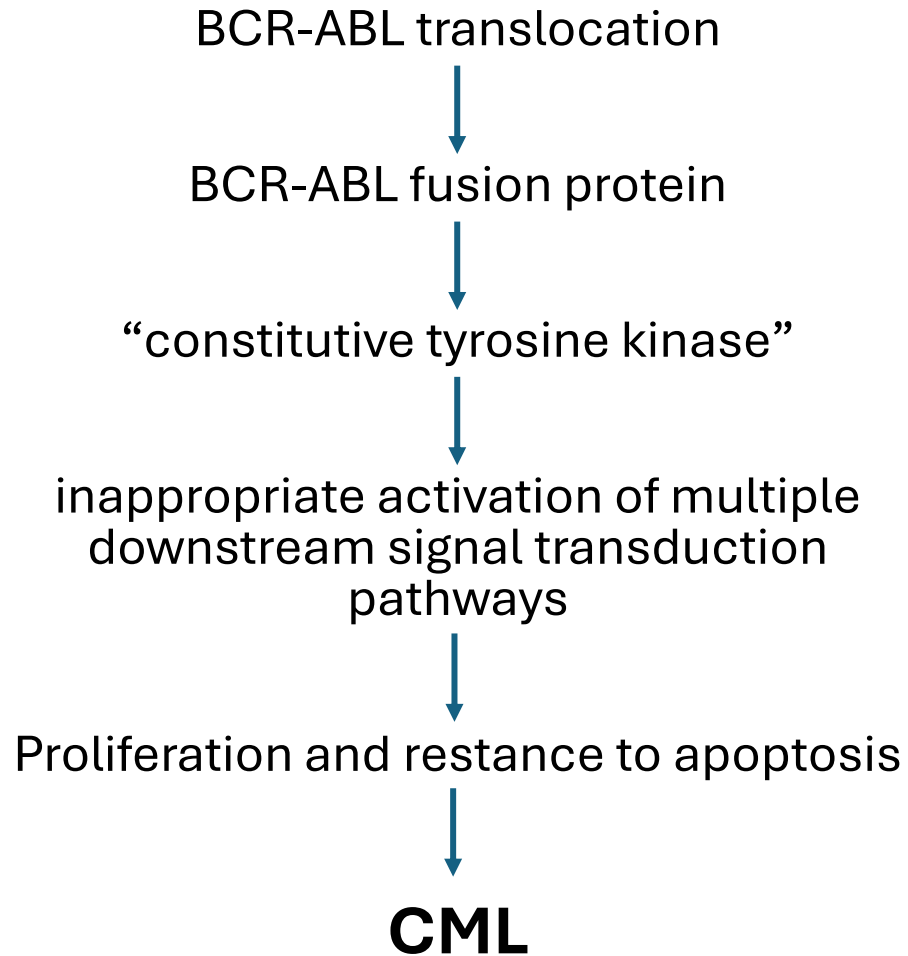 BCR-ABL translocation
BCR-ABL fusion protein
“constitutive tyrosine kinase”
inappropriate activation of multiple
downstream signal transduction
pathways
Proliferation and restance to apoptosis
CML